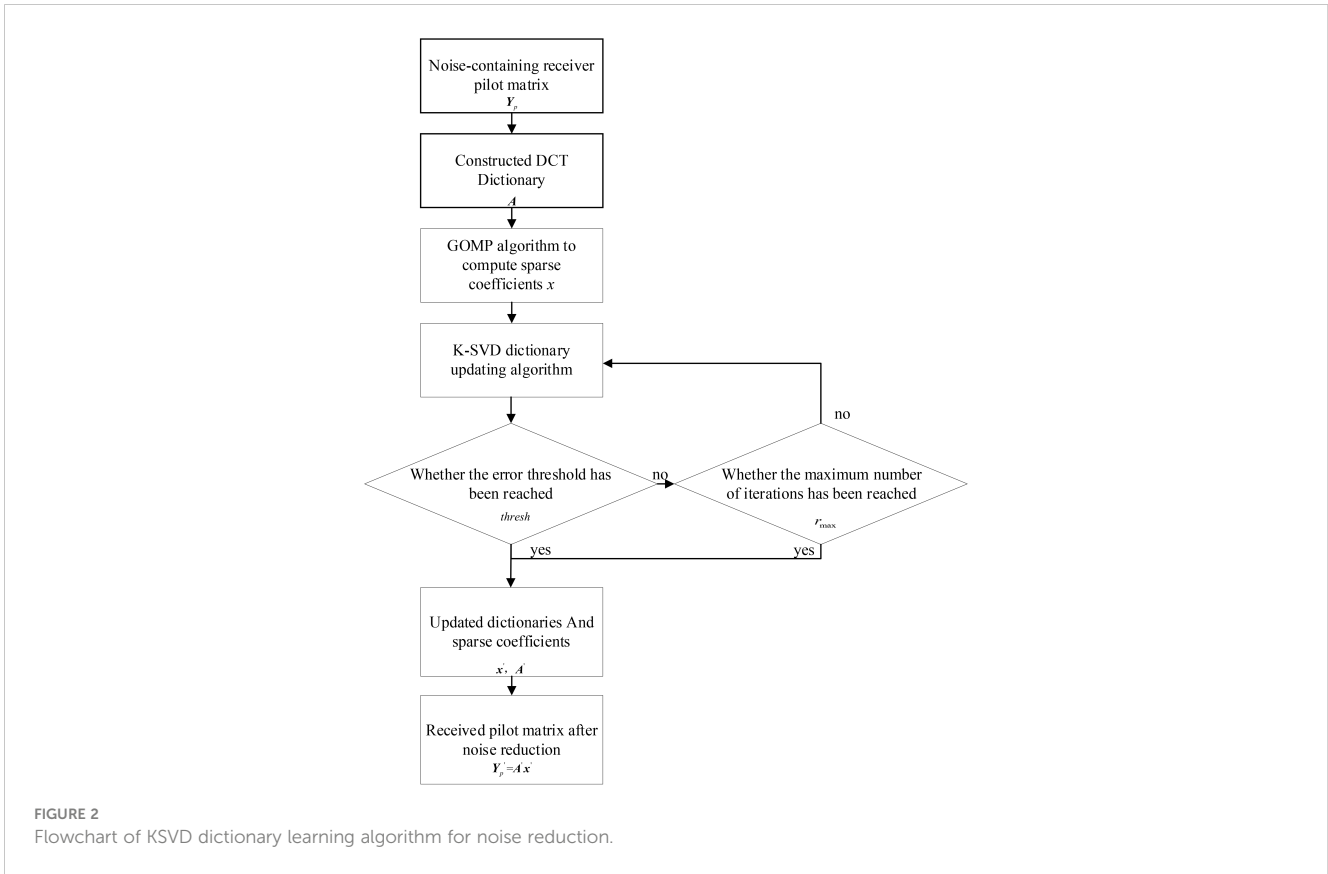 Noise-containing receiver
pilot matrix
Yₚ
Constructed DCT
Dictionary
A
GOMP algorithm to
compute sparse
coefficients x
K-SVD dictionary
updating algorithm
no
Whether the error threshold has
been reached
thresh
no
Whether the maximum number
of iterations has been reached
rₘₐₓ
yes
yes
Updated dictionaries And
sparse coefficients
x', A'
Received pilot matrix after
noise reduction
Yₚ'=A'x'
FIGURE 2
Flowchart of KSVD dictionary learning algorithm for noise reduction.